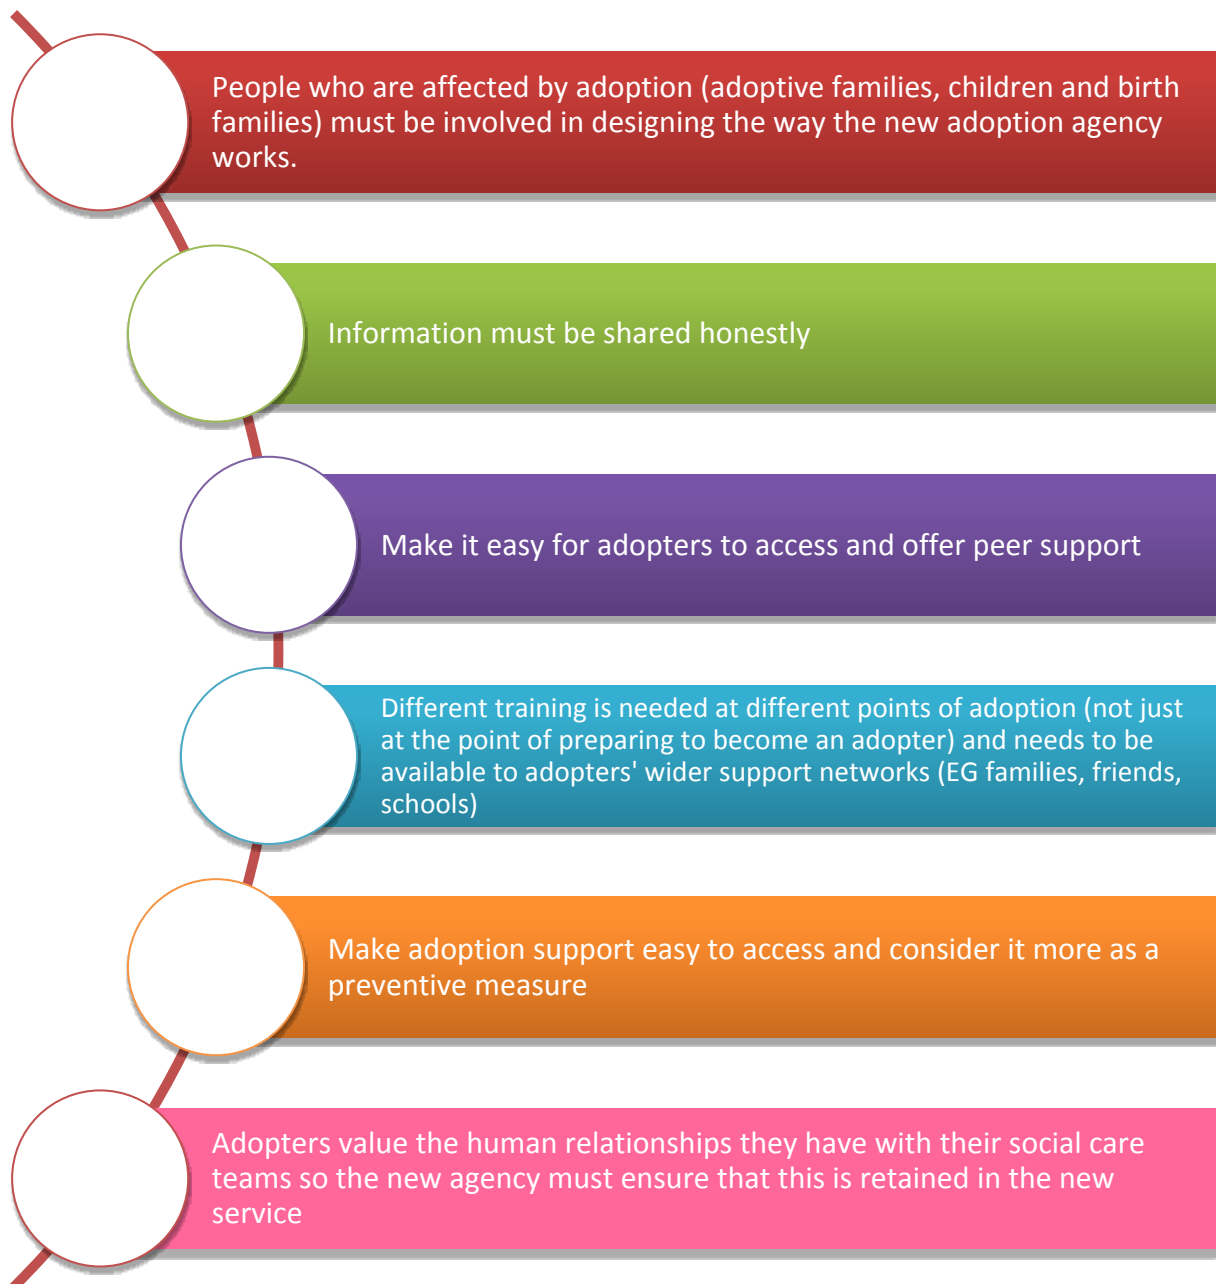 People who are affected by adoption (adoptive families, children and birth
families) must be involved in designing the way the new adoption agency
works.
Information must be shared honestly
Make it easy for adopters to access and offer peer support
Different training is needed at different points of adoption (not just
at the point of preparing to become an adopter) and needs to be
available to adopters' wider support networks (EG families, friends,
schools)
Make adoption support easy to access and consider it more as a
preventive measure
Adopters value the human relationships they have with their social care
teams so the new agency must ensure that this is retained in the new
service